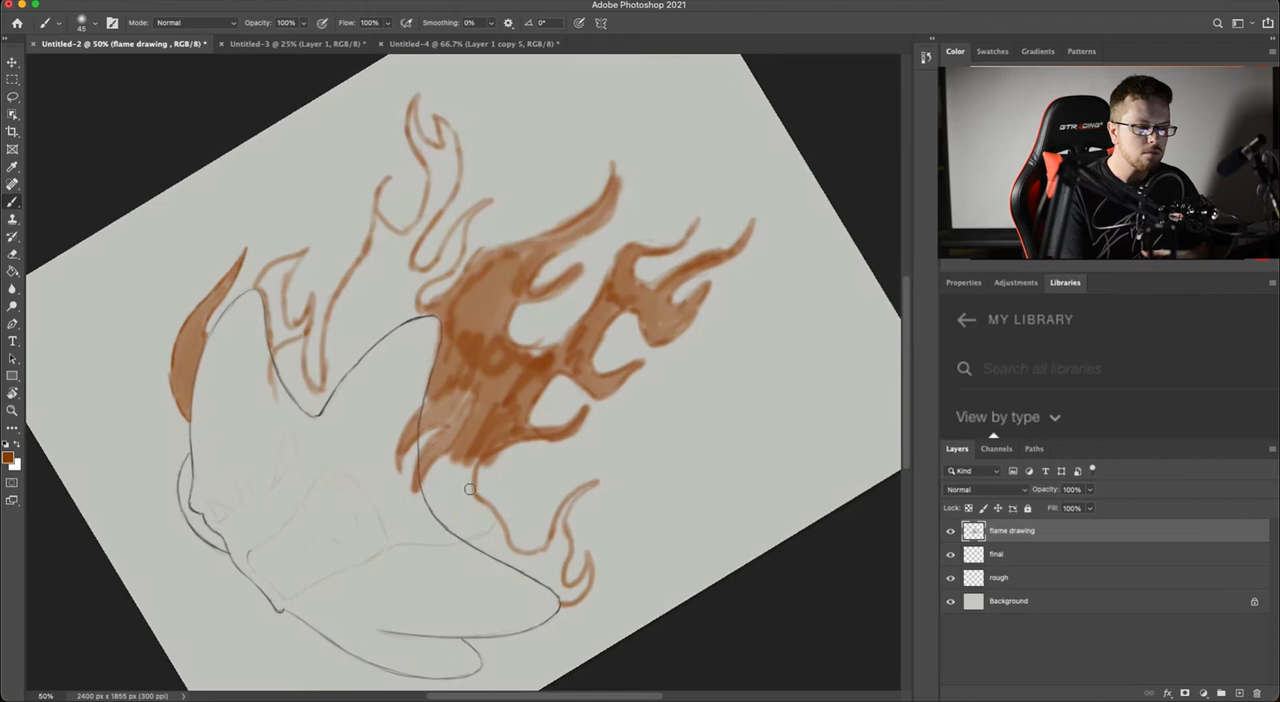 Adobe Photoshop 2021
45 Mode: Normal Opacity: 100% Flow: 100% Smoothing: 0% 0°
× Untitled-2 @ 50% (flame drawing , RGB/8) * × Untitled-3 @ 25% (Layer 1, RGB/8) * × Untitled-4 @ 66.7% (Layer 1 copy 5, RGB/8) *
Color Swatches Gradients Patterns
GTRACING
Properties Adjustments Libraries
MY LIBRARY
Search all libraries
View by type
Layers Channels Paths
Kind
Normal Opacity: 100%
Lock: Fill: 100%
flame drawing
final
rough
Background
50% 2400 px x 1855 px (300 ppi)